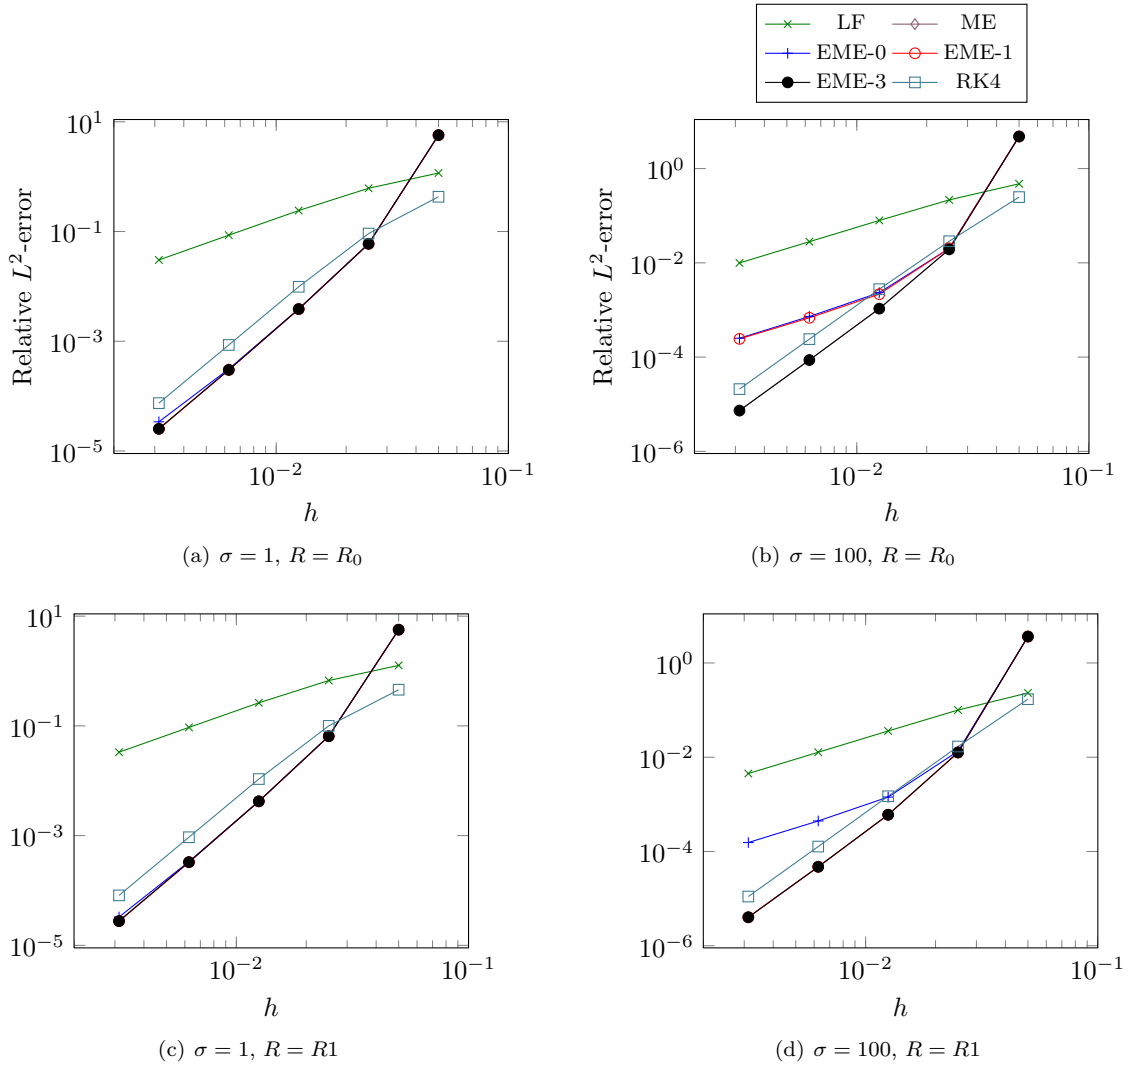 LF ME
EME-0 EME-1
EME-3 RK4
10^1
10^{-1}
10^{-3}
10^{-5}
Relative L^2-error
10^{-2} 10^{-1}
h
(a) σ = 1, R = R_0
10^0
10^{-2}
10^{-4}
10^{-6}
Relative L^2-error
10^{-2} 10^{-1}
h
(b) σ = 100, R = R_0
10^1
10^{-1}
10^{-3}
10^{-5}
10^{-2} 10^{-1}
h
(c) σ = 1, R = R1
10^0
10^{-2}
10^{-4}
10^{-6}
10^{-2} 10^{-1}
h
(d) σ = 100, R = R1